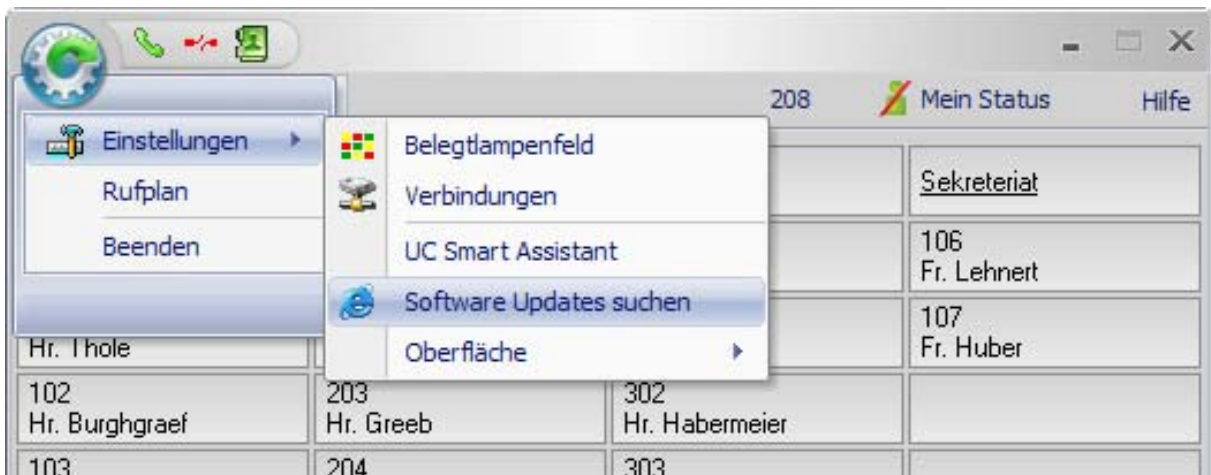 208 Mein Status Hilfe
Einstellungen
Rufplan
Beenden
Belegtlampenfeld
Verbindungen
UC Smart Assistant
Software Updates suchen
Oberfläche
Sekreteriat
106
Fr. Lehnert
107
Hr. Thole Fr. Huber
102 203 302
Hr. Burghgraef Hr. Greeb Hr. Habermeier
103 204 303